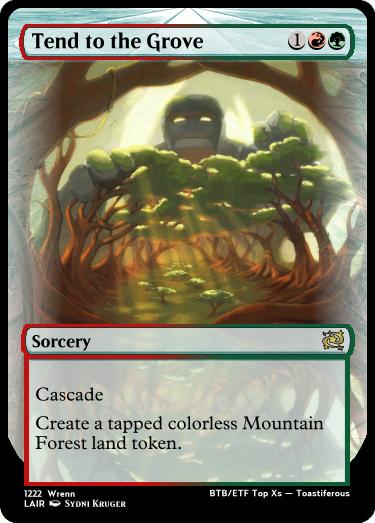 Tend to the Grove 1
Sorcery
Cascade
Create a tapped colorless Mountain
Forest land token.
1222 Wrenn BTB/ETF Top Xs — Toastiferous
LAIR Sydni Kruger